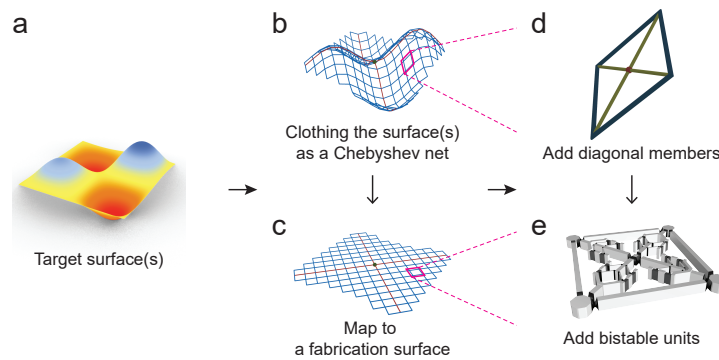 a
Target surface(s)
b
Clothing the surface(s)
as a Chebyshev net
c
Map to
a fabrication surface
d
Add diagonal members
e
Add bistable units